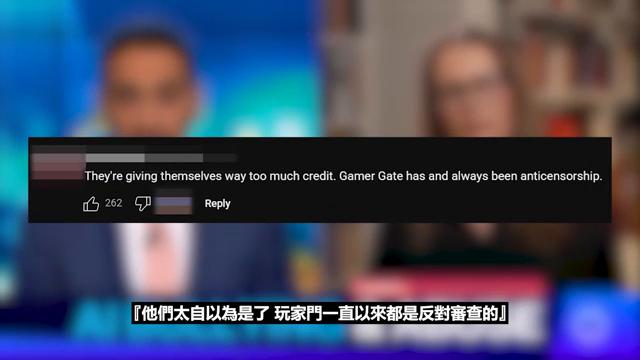 They're giving themselves way too much credit. Gamer Gate has and always been anticensorship.
262
Reply
『他們太自以為是了 玩家門一直以來都是反對審查的』